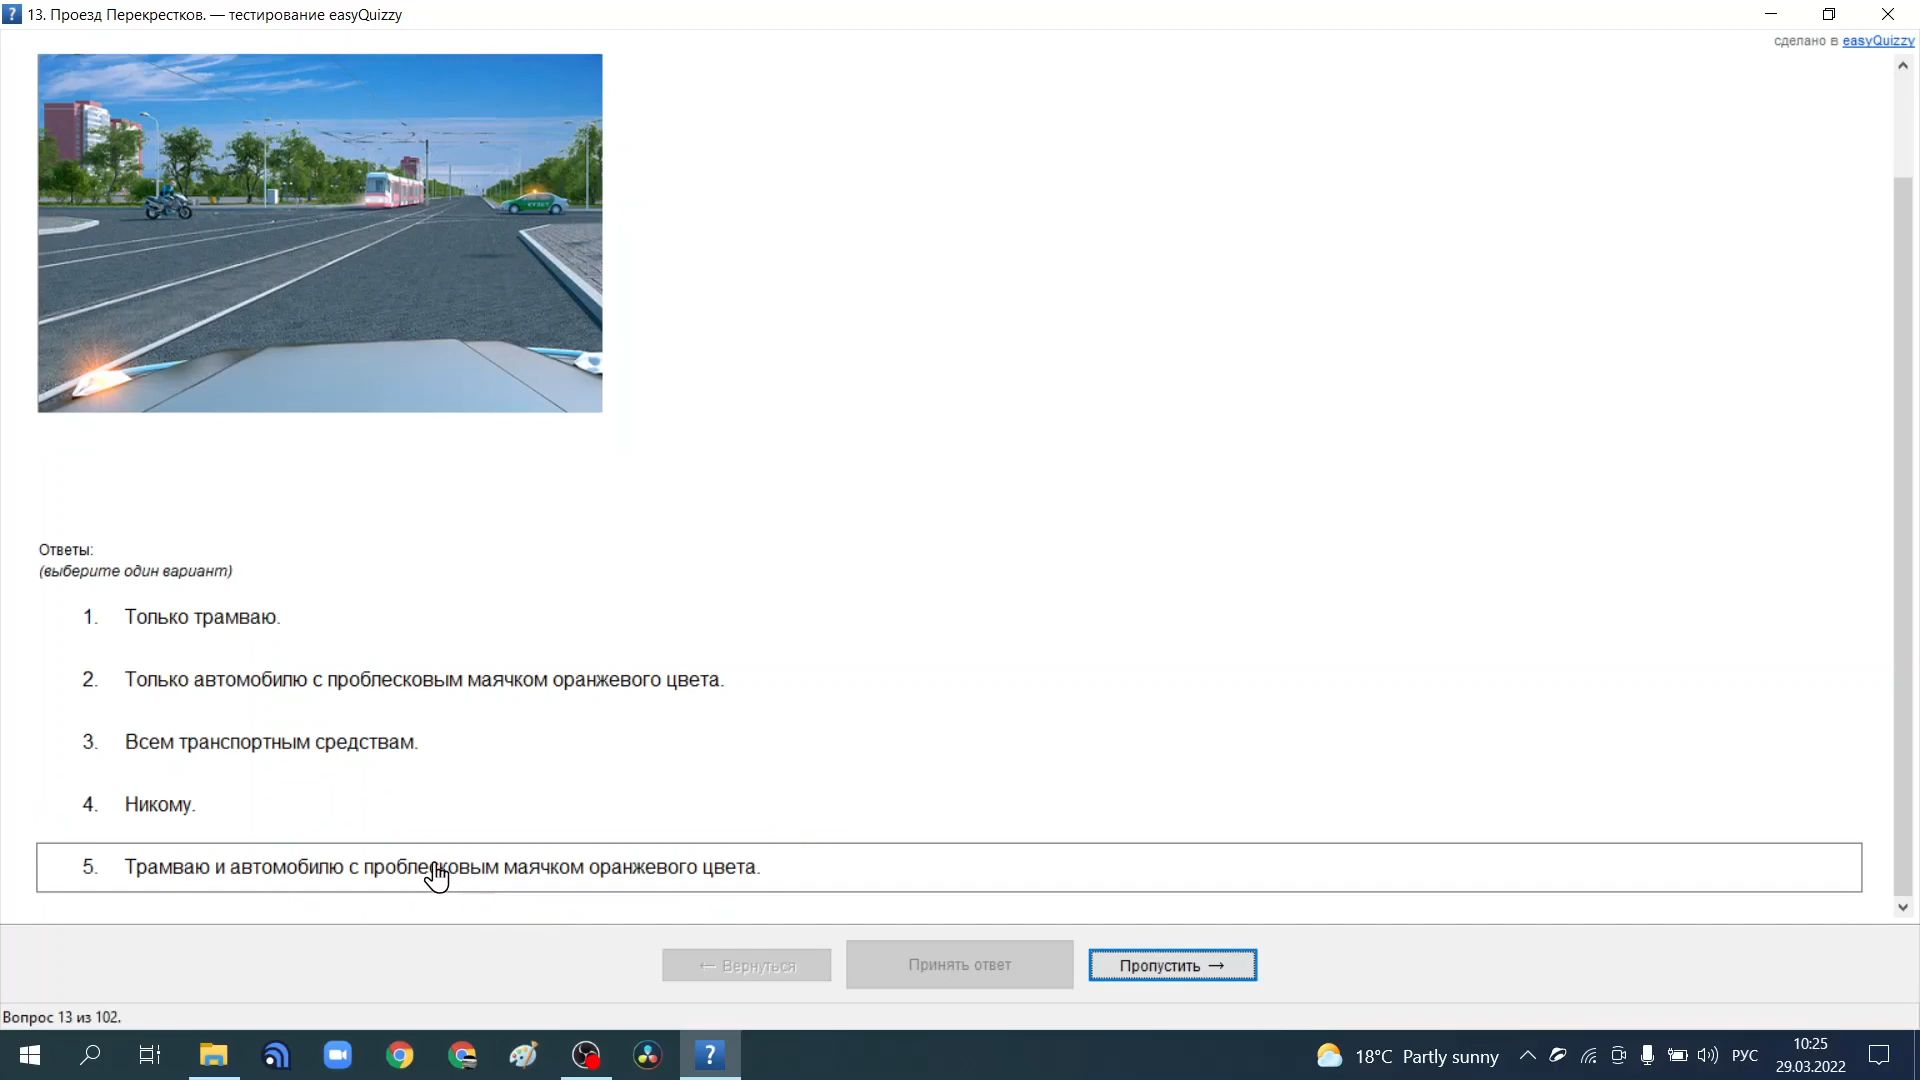 13. Проезд Перекрестков. — тестирование easyQuizzy
сделано в easyQuizzy
КУЗЕТ
Ответы:
(выберите один вариант)
1. Только трамваю.
2. Только автомобилю с проблесковым маячком оранжевого цвета.
3. Всем транспортным средствам.
4. Никому.
5. Трамваю и автомобилю с проблесковым маячком оранжевого цвета.
← Вернуться
Принять ответ
Пропустить →
Вопрос 13 из 102.
18°C Partly sunny
РУС
10:25
29.03.2022